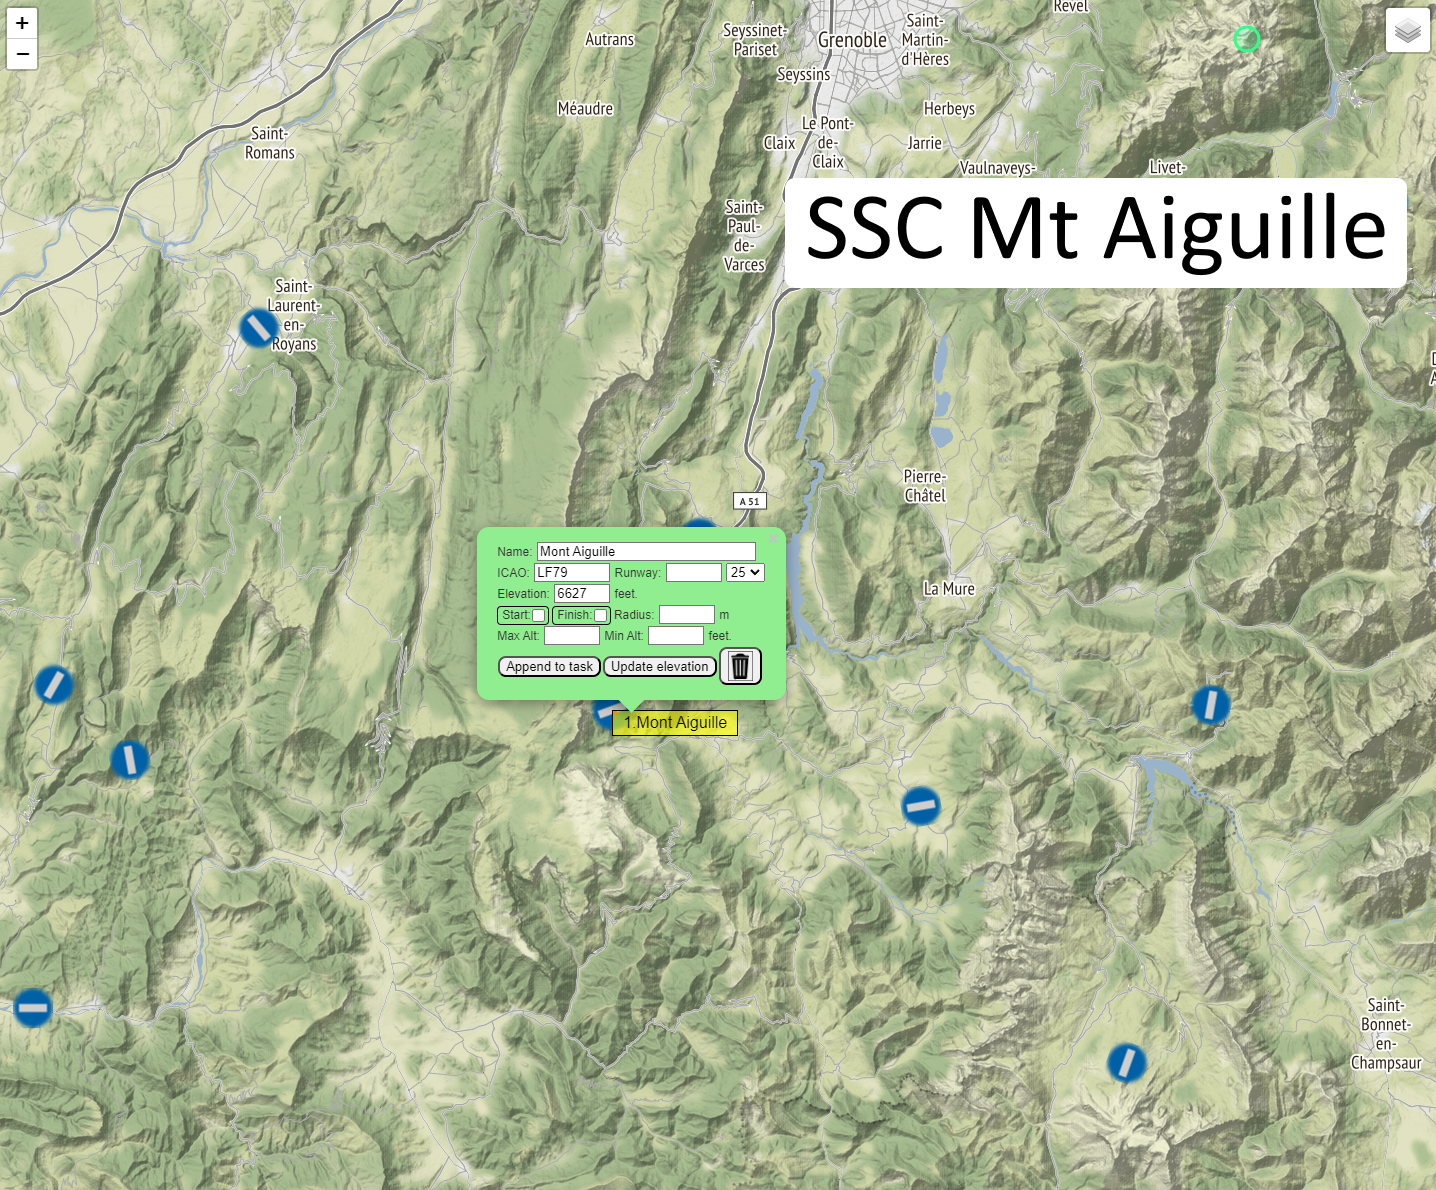 +
−
Revel
Autrans
Seyssinet-
Pariset
Grenoble
Saint-
Martin-
d'Hères
Seyssins
Méaudre
Herbeys
Saint-
Romans
Le Pont-
de-
Claix
Claix
Jarrie
Vaulnaveys-
Livet-
SSC Mt Aiguille
Saint-
Paul-
de-
Varces
Saint-
Laurent-
en-
Royans
Pierre-
Châtel
A 51
La Mure
×
Name: Mont Aiguille
ICAO: LF79 Runway: 25
Elevation: 6627 feet.
Start: Finish: Radius: m
Max Alt: Min Alt: feet.
Append to task Update elevation
1.Mont Aiguille
Saint-
Bonnet-
en-
Champsaur